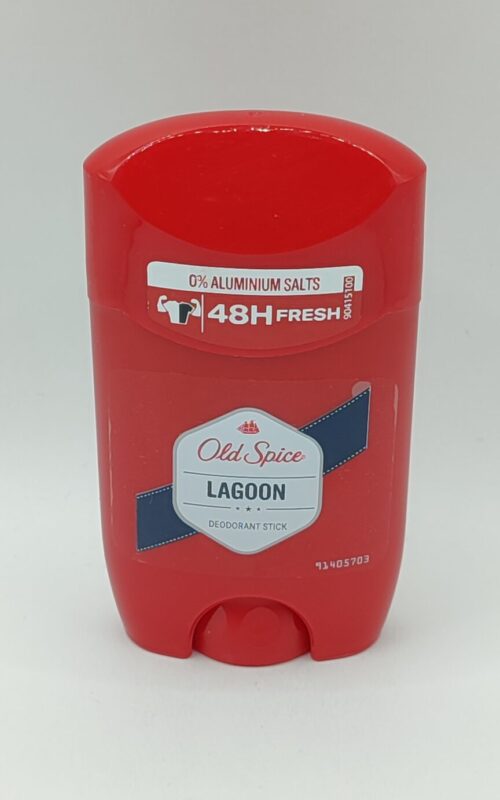 0% ALUMINIUM SALTS
48H FRESH
90415100
Old Spice
LAGOON
DEODORANT STICK
91405703